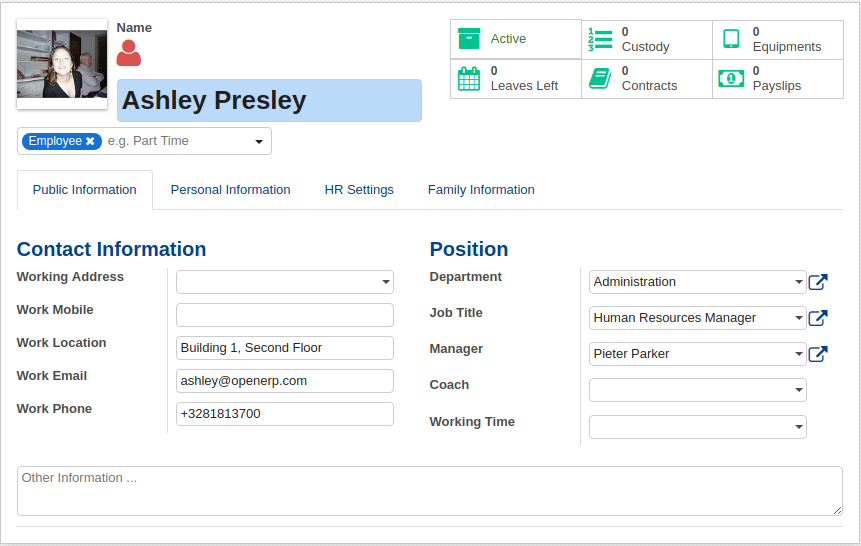 Name
Ashley Presley
Employee ✖ e.g. Part Time
Active
0
Custody
0
Equipments
0
Leaves Left
0
Contracts
0
Payslips
Public Information
Personal Information
HR Settings
Family Information
Contact Information
Working Address
Work Mobile
Work Location Building 1, Second Floor
Work Email ashley@openerp.com
Work Phone +3281813700
Position
Department Administration
Job Title Human Resources Manager
Manager Pieter Parker
Coach
Working Time
Other Information ...